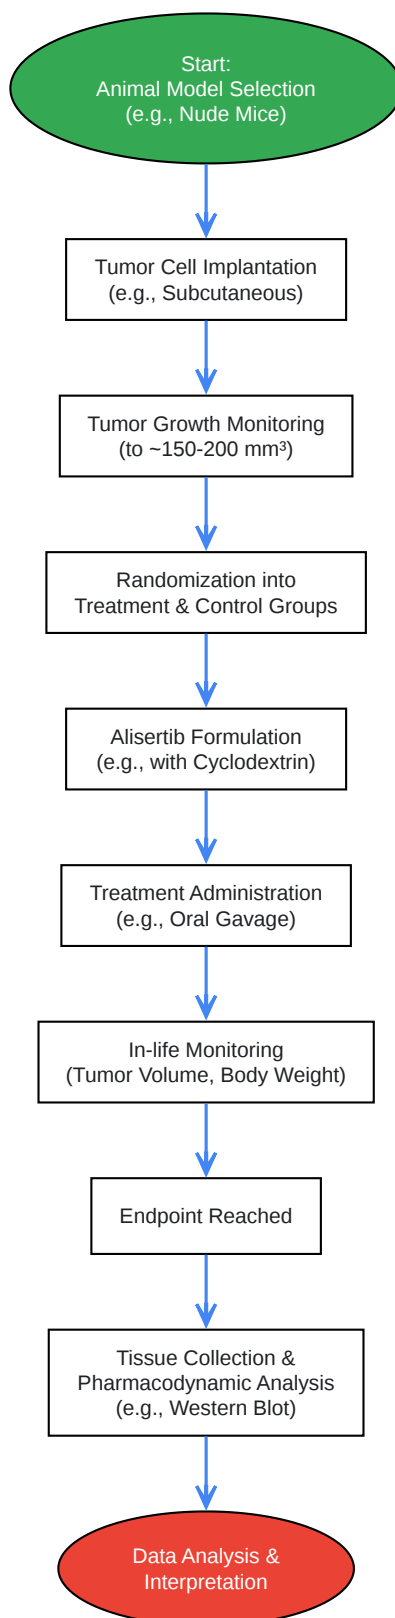 Start:
Animal Model Selection
(e.g., Nude Mice)
Tumor Cell Implantation
(e.g., Subcutaneous)
Tumor Growth Monitoring
(to ~150-200 mm³)
Randomization into
Treatment & Control Groups
Alisertib Formulation
(e.g., with Cyclodextrin)
Treatment Administration
(e.g., Oral Gavage)
In-life Monitoring
(Tumor Volume, Body Weight)
Endpoint Reached
Tissue Collection &
Pharmacodynamic Analysis
(e.g., Western Blot)
Data Analysis &
Interpretation